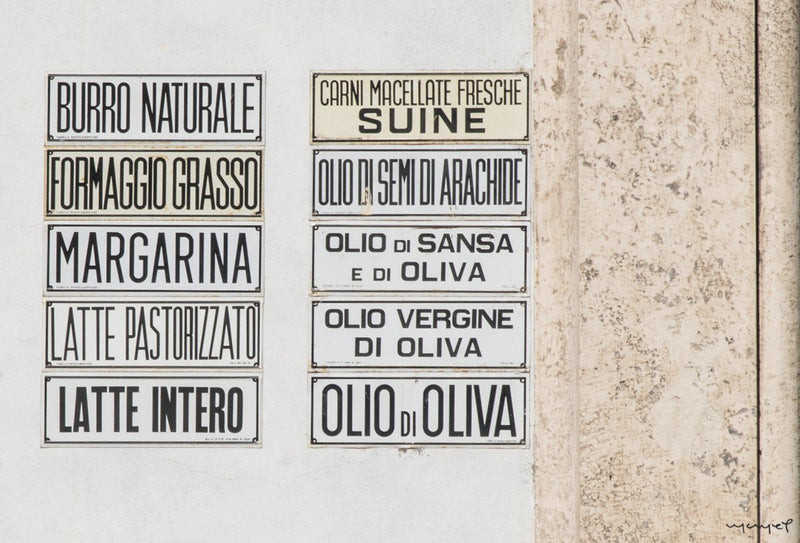 BURRO NATURALE
FORMAGGIO GRASSO
MARGARINA
LATTE PASTORIZZATO
LATTE INTERO
CARNI MACELLATE FRESCHE
SUINE
OLIO DI SEMI DI ARACHIDE
OLIO DI SANSA
E DI OLIVA
OLIO VERGINE
DI OLIVA
OLIO DI OLIVA